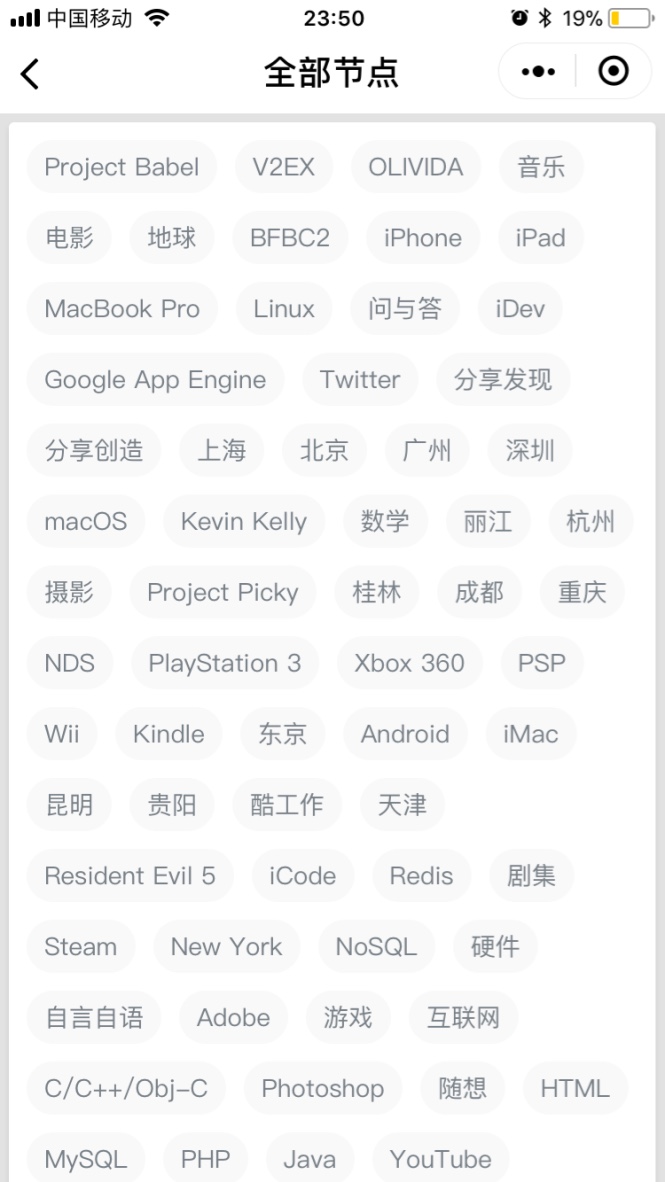 中国移动 23:50 19%
全部节点
Project Babel V2EX OLIVIDA 音乐
电影 地球 BFBC2 iPhone iPad
MacBook Pro Linux 问与答 iDev
Google App Engine Twitter 分享发现
分享创造 上海 北京 广州 深圳
macOS Kevin Kelly 数学 丽江 杭州
摄影 Project Picky 桂林 成都 重庆
NDS PlayStation 3 Xbox 360 PSP
Wii Kindle 东京 Android iMac
昆明 贵阳 酷工作 天津
Resident Evil 5 iCode Redis 剧集
Steam New York NoSQL 硬件
自言自语 Adobe 游戏 互联网
C/C++/Obj-C Photoshop 随想 HTML
MySQL PHP Java YouTube